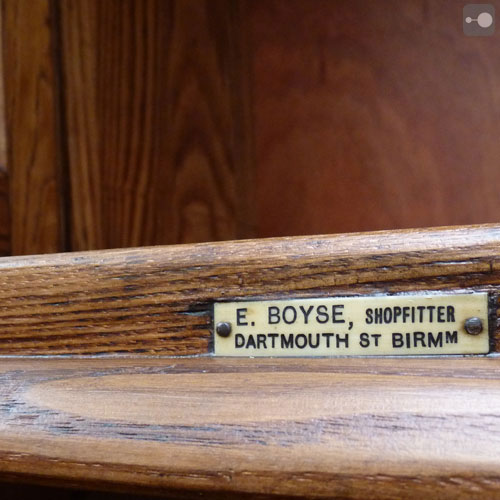 E. BOYSE, SHOPFITTER
DARTMOUTH ST BIRMM